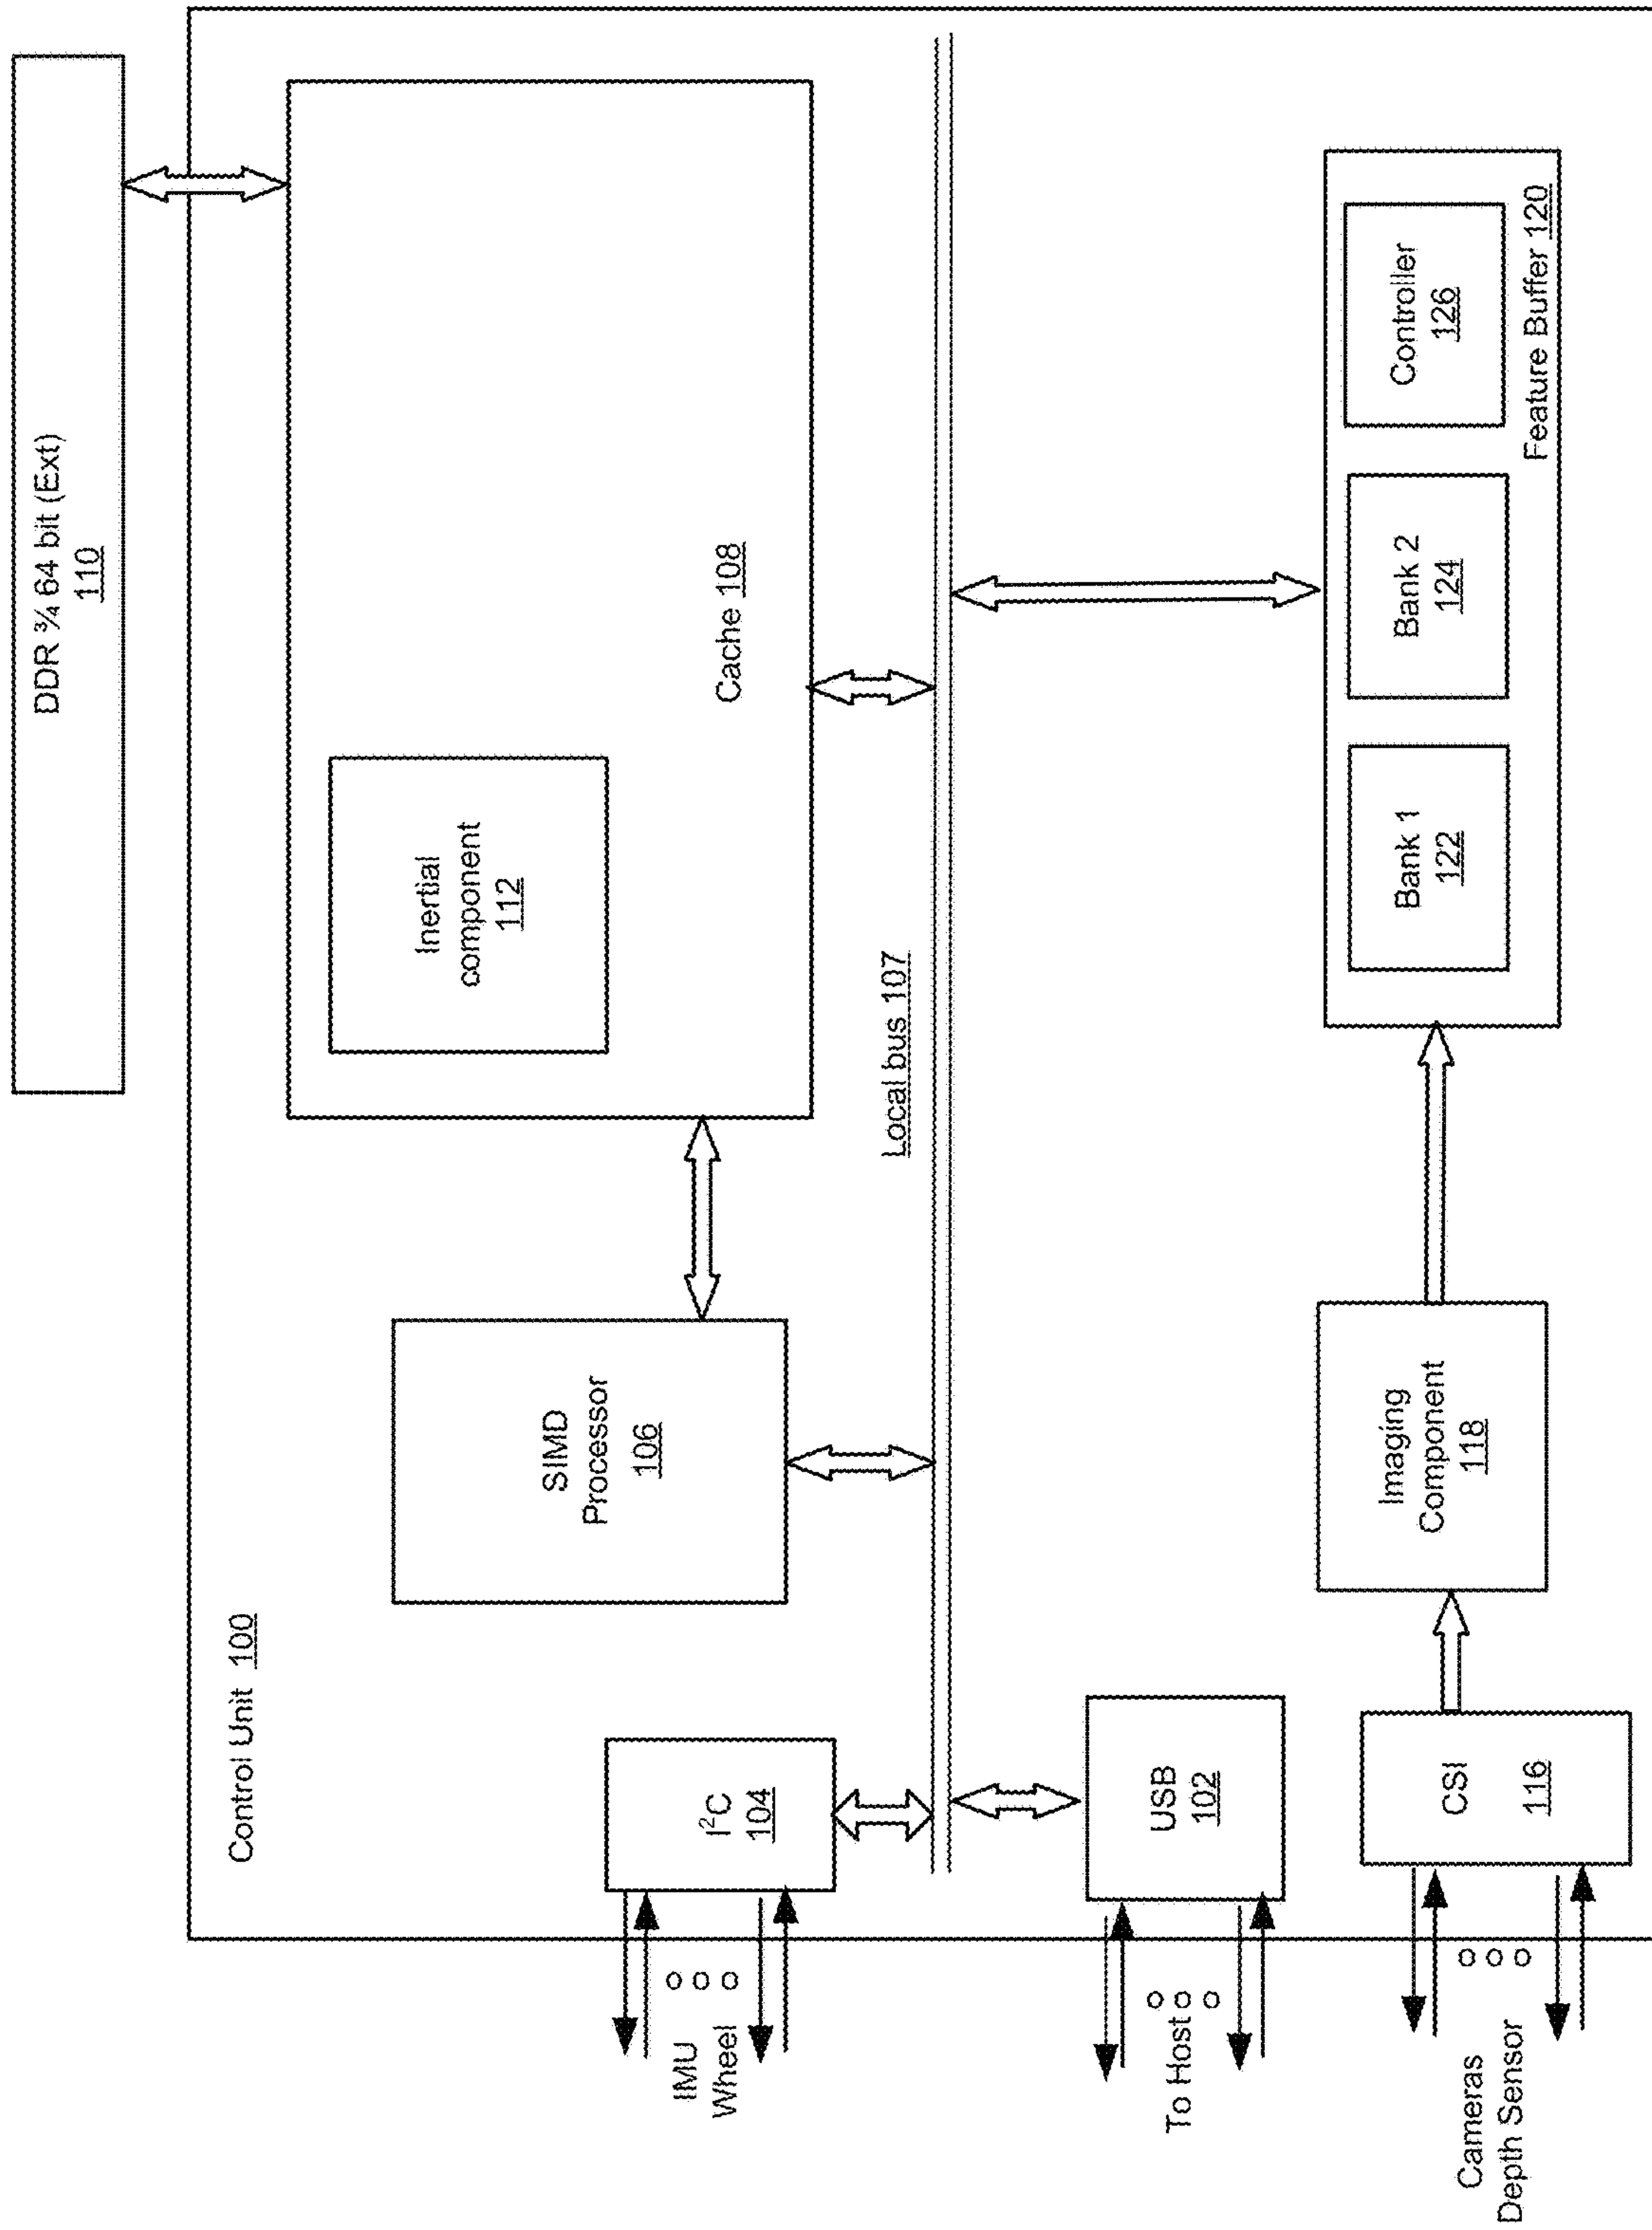 DDR ¾ 64 bit (Ext)
110
Control Unit 100
SIMD
Processor
106
Inertial
component
112
Cache 108
I²C
104
IMU
Wheel
Local bus 107
USB
102
To Host
CSI
116
Cameras
Depth Sensor
Imaging
Component
118
Bank 1
122
Bank 2
124
Controller
126
Feature Buffer 120